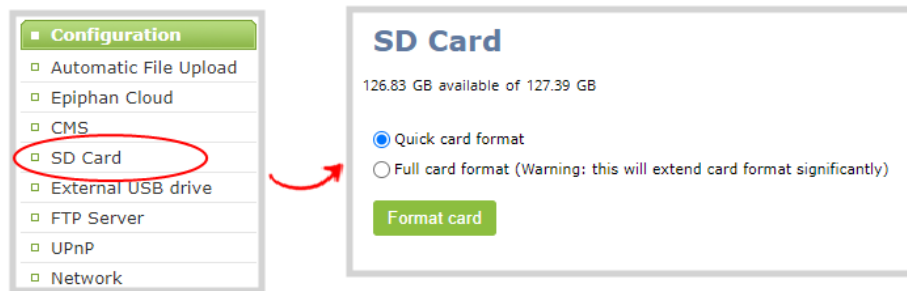 Configuration
Automatic File Upload
Epiphan Cloud
CMS
SD Card
External USB drive
FTP Server
UPnP
Network
SD Card
126.83 GB available of 127.39 GB
Quick card format
Full card format (Warning: this will extend card format significantly)
Format card